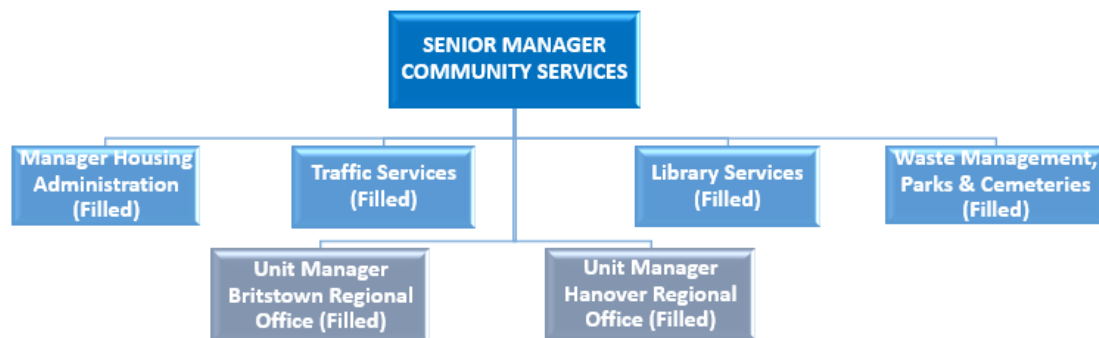 SENIOR MANAGER
COMMUNITY SERVICES
Manager Housing
Administration
(Filled)
Traffic Services
(Filled)
Library Services
(Filled)
Waste Management,
Parks & Cemeteries
(Filled)
Unit Manager
Britstown Regional
Office (Filled)
Unit Manager
Hanover Regional
Office (Filled)